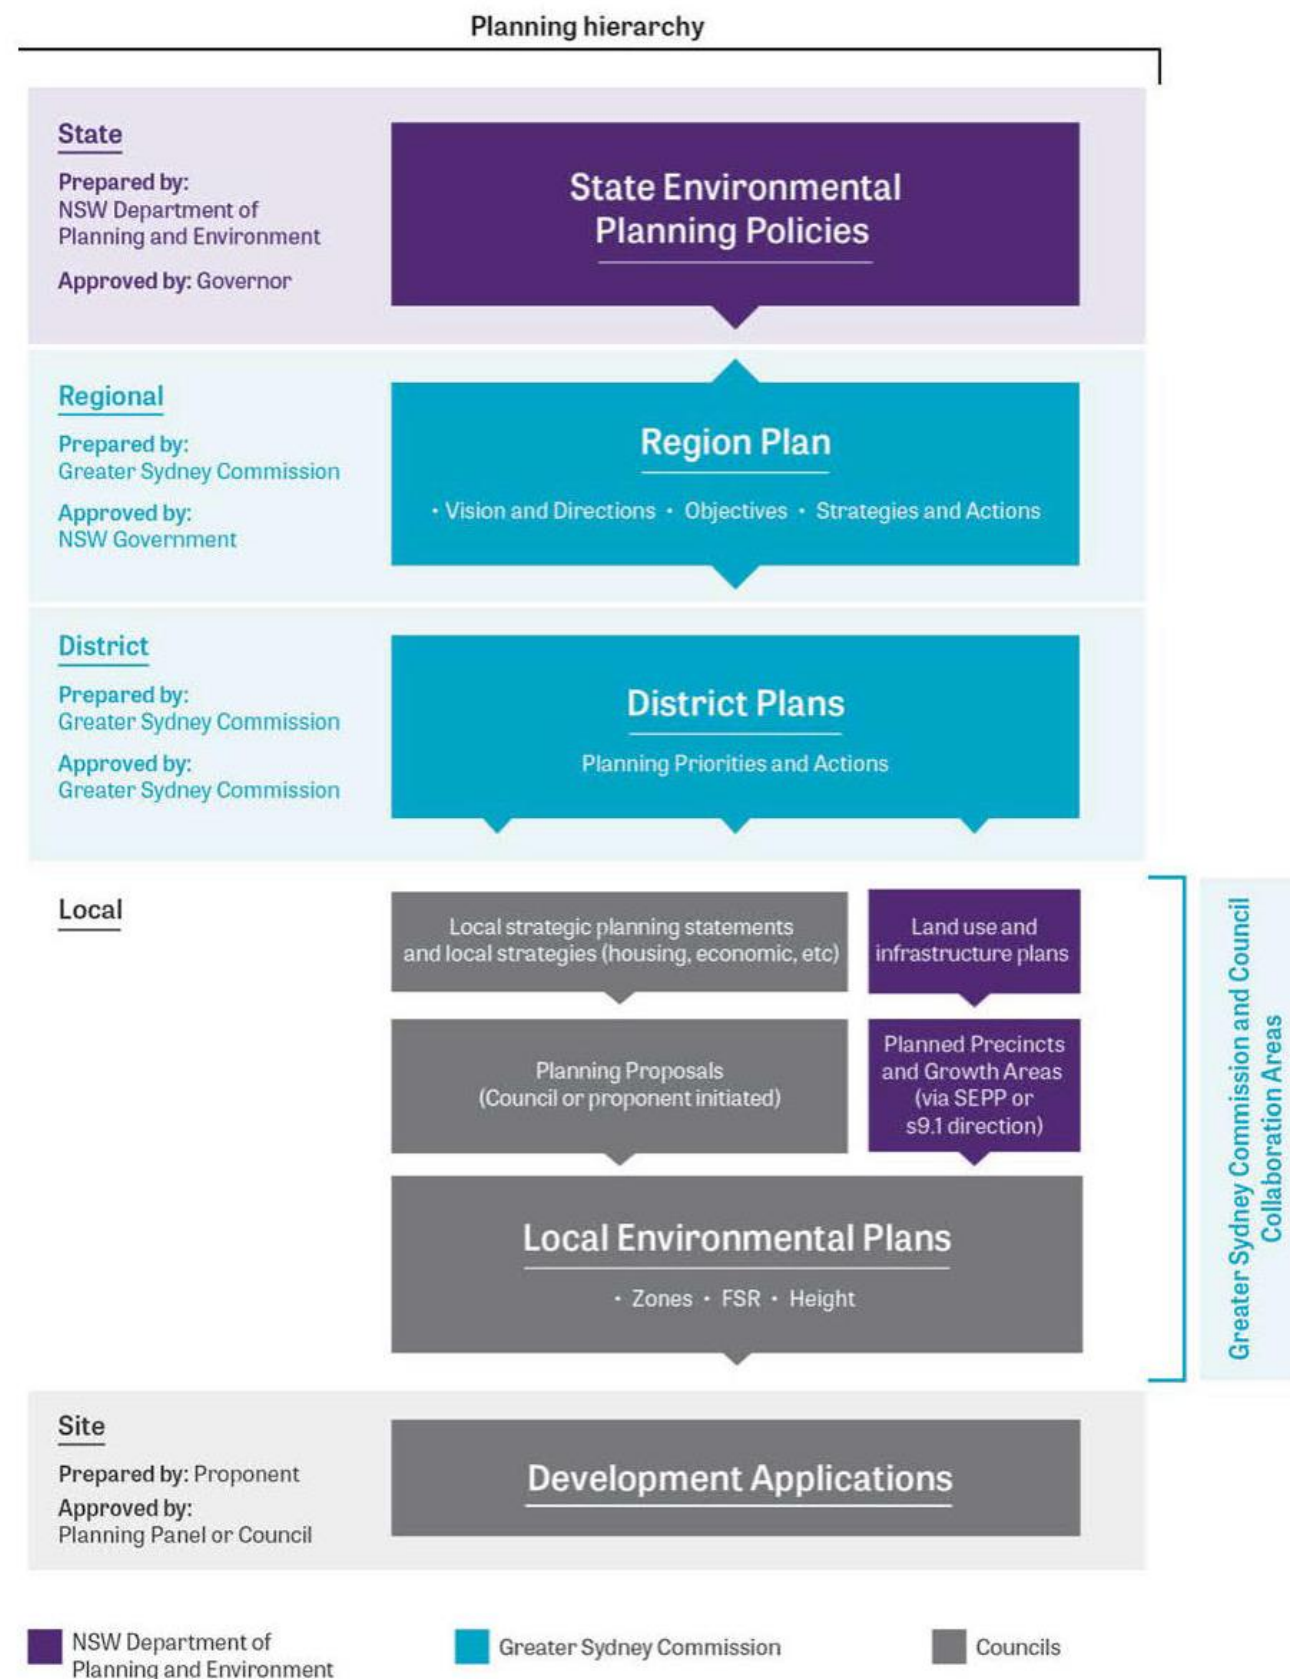 Planning hierarchy
State
Prepared by:
NSW Department of
Planning and Environment
Approved by: Governor
State Environmental
Planning Policies
Regional
Prepared by:
Greater Sydney Commission
Approved by:
NSW Government
Region Plan
• Vision and Directions • Objectives • Strategies and Actions
District
Prepared by:
Greater Sydney Commission
Approved by:
Greater Sydney Commission
District Plans
Planning Priorities and Actions
Local
Local strategic planning statements
and local strategies (housing, economic, etc)
Land use and
infrastructure plans
Planning Proposals
(Council or proponent initiated)
Planned Precincts
and Growth Areas
(via SEPP or
s9.1 direction)
Local Environmental Plans
• Zones • FSR • Height
Greater Sydney Commission and Council
Collaboration Areas
Site
Prepared by: Proponent
Approved by:
Planning Panel or Council
Development Applications
NSW Department of
Planning and Environment
Greater Sydney Commission
Councils